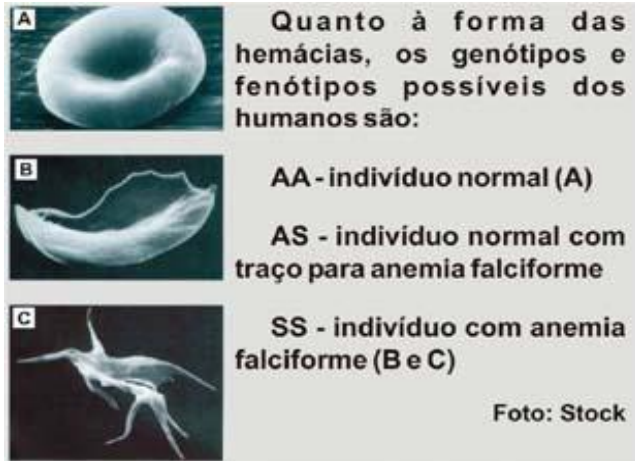 A
Quanto à forma das
hemácias, os genótipos e
fenótipos possíveis dos
humanos são:
B
AA - indivíduo normal (A)
AS - indivíduo normal com
traço para anemia falciforme
C
SS - indivíduo com anemia
falciforme (B e C)
Foto: Stock